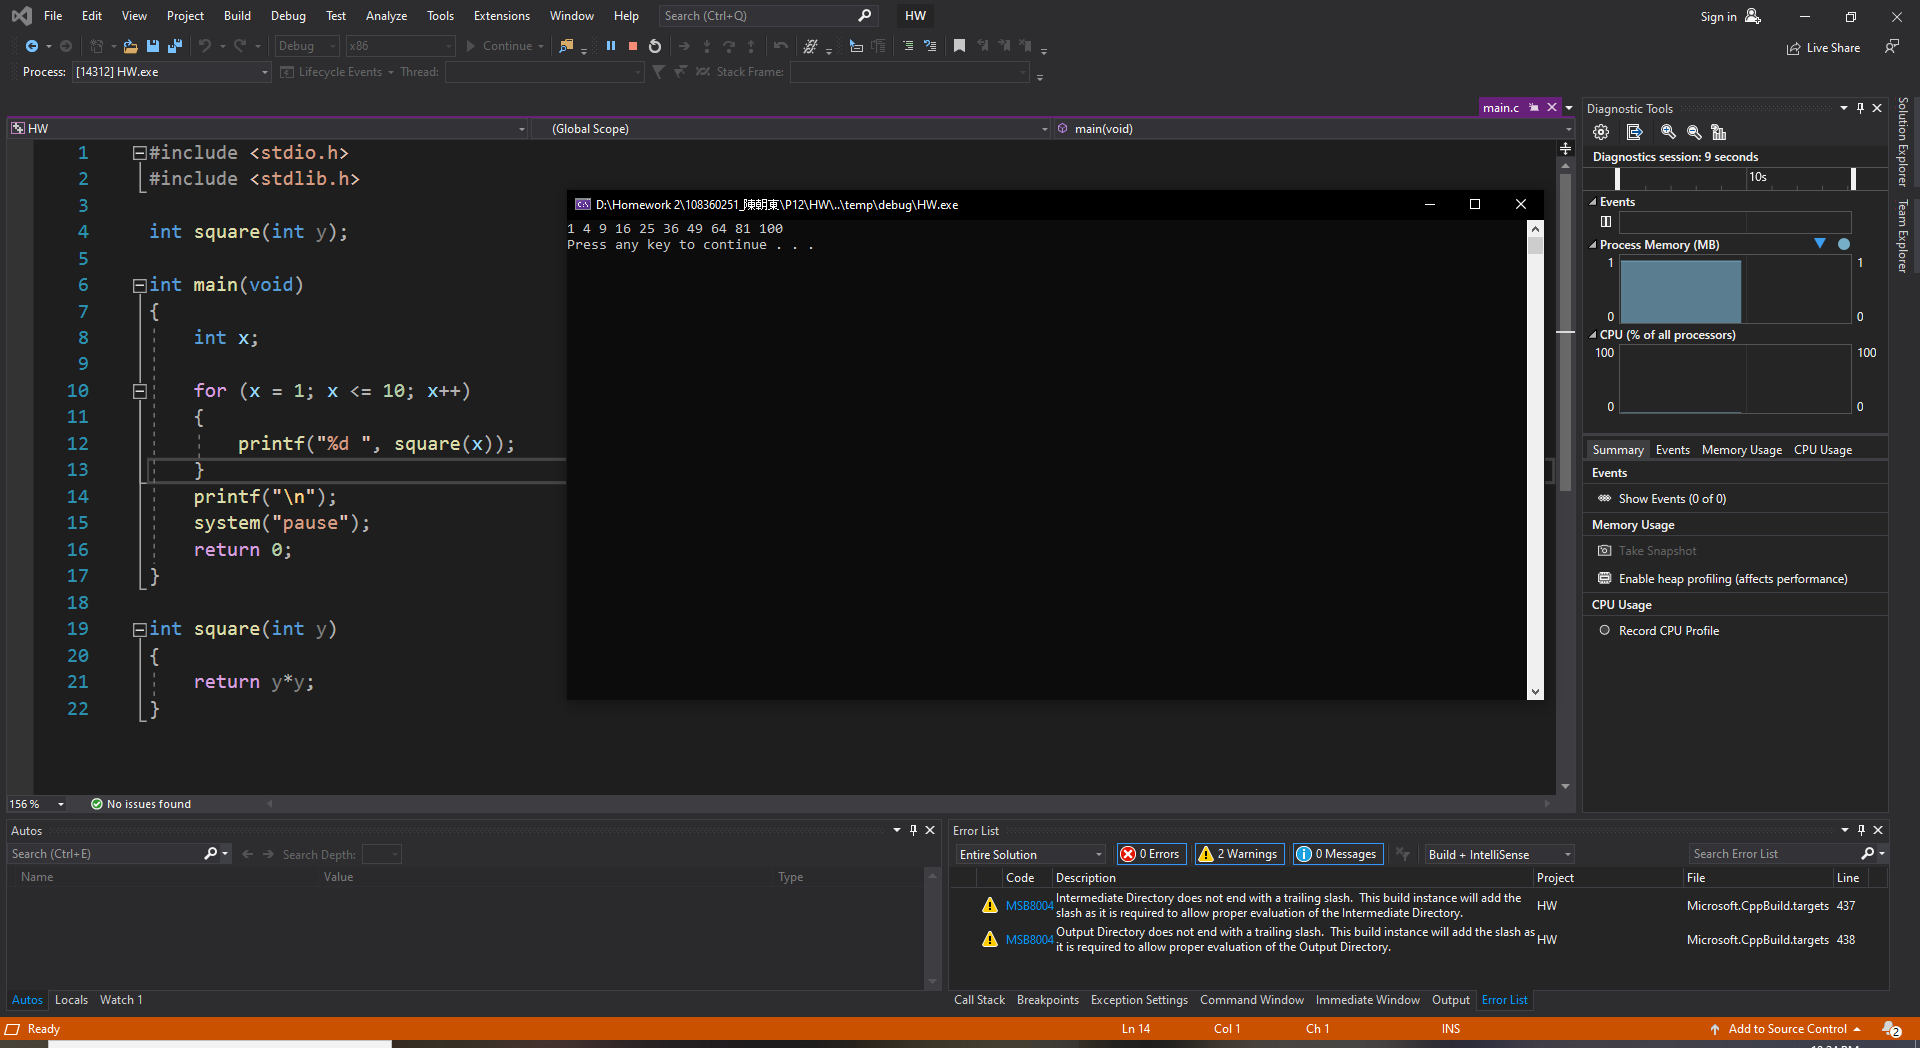 File Edit View Project Build Debug Test Analyze Tools Extensions Window Help Search (Ctrl+Q) HW Sign in
Debug x86 Continue Live Share
Process: [14312] HW.exe Lifecycle Events Thread: Stack Frame:
main.c
HW (Global Scope) main(void)
1 #include <stdio.h>
2 #include <stdlib.h>
3
4 int square(int y);
5
6 int main(void)
7 {
8 int x;
9
10 for (x = 1; x <= 10; x++)
11 {
12 printf("%d ", square(x));
13 }
14 printf("\n");
15 system("pause");
16 return 0;
17 }
18
19 int square(int y)
20 {
21 return y*y;
22 }
D:\Homework 2\108360251_陳朝東\P12\HW\..\temp\debug\HW.exe
1 4 9 16 25 36 49 64 81 100
Press any key to continue . . .
Diagnostic Tools
Diagnostics session: 9 seconds
10s
Events
Process Memory (MB)
1 1
0 0
CPU (% of all processors)
100 100
0 0
Summary Events Memory Usage CPU Usage
Events
Show Events (0 of 0)
Memory Usage
Take Snapshot
Enable heap profiling (affects performance)
CPU Usage
Record CPU Profile
Solution Explorer
Team Explorer
156 % No issues found
Autos
Search (Ctrl+E) Search Depth:
Name Value Type
Autos Locals Watch 1
Error List
Entire Solution 0 Errors 2 Warnings 0 Messages Build + IntelliSense Search Error List
Code Description Project File Line
MSB8004 Intermediate Directory does not end with a trailing slash. This build instance will add the slash as it is required to allow proper evaluation of the Intermediate Directory. HW Microsoft.CppBuild.targets 437
MSB8004 Output Directory does not end with a trailing slash. This build instance will add the slash as it is required to allow proper evaluation of the Output Directory. HW Microsoft.CppBuild.targets 438
Call Stack Breakpoints Exception Settings Command Window Immediate Window Output Error List
Ready Ln 14 Col 1 Ch 1 INS Add to Source Control 2